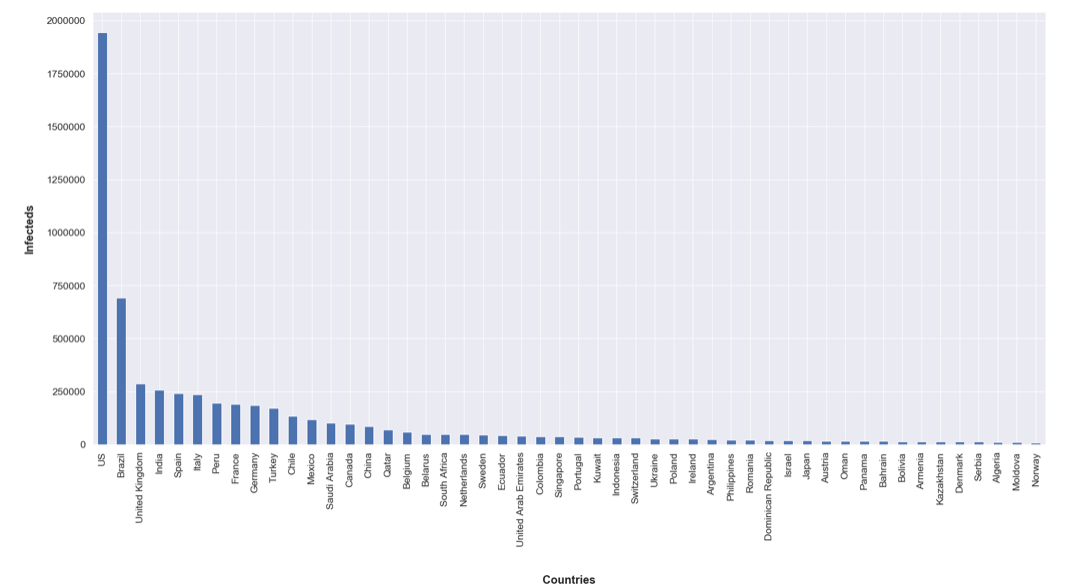 2000000
1750000
1500000
1250000
1000000
750000
500000
250000
0
Infecteds
US
Brazil
United Kingdom
India
Spain
Italy
Peru
France
Germany
Turkey
Chile
Mexico
Saudi Arabia
Canada
China
Qatar
Belgium
Belarus
South Africa
Netherlands
Sweden
Ecuador
United Arab Emirates
Colombia
Singapore
Portugal
Kuwait
Indonesia
Switzerland
Ukraine
Poland
Ireland
Argentina
Philippines
Romania
Dominican Republic
Israel
Japan
Austria
Oman
Panama
Bahrain
Bolivia
Armenia
Kazakhstan
Denmark
Serbia
Algeria
Moldova
Norway
Countries